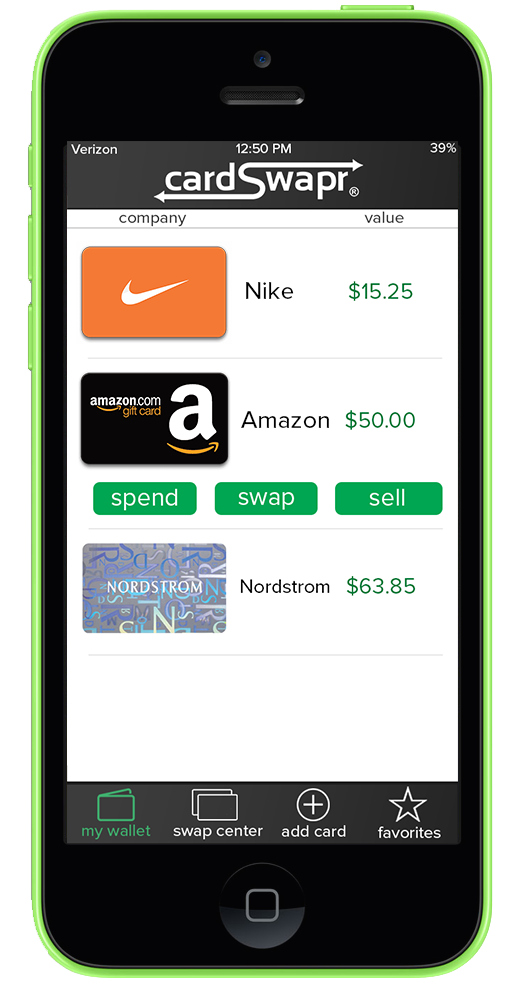 Verizon 12:50 PM 39%
cardSwapr®
company value
Nike $15.25
amazon.com
gift card
a
Amazon $50.00
spend swap sell
NORDSTROM
Nordstrom $63.85
my wallet swap center add card favorites